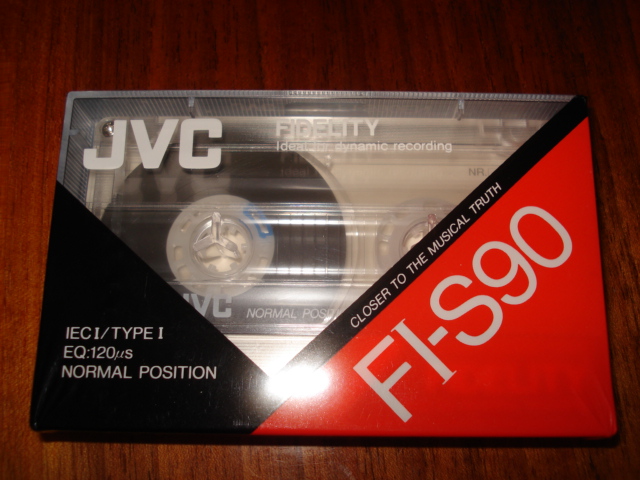 JVC
FIDELITY
Ideal for dynamic recording
NR
CLOSER TO THE MUSICAL TRUTH
FI-S90
JVC
NORMAL
IEC I/TYPE I
EQ:120µs
NORMAL POSITION